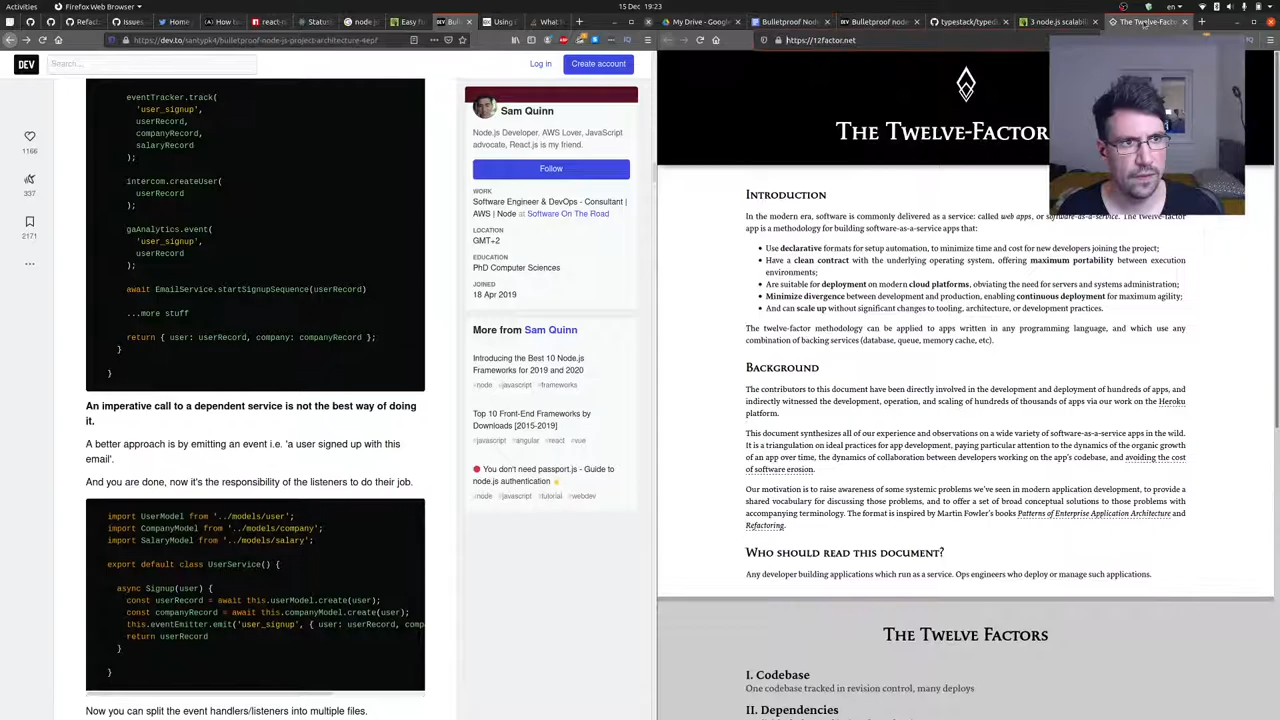 Activities
Firefox Web Browser
15 Dec 19:23
en
Home
Bulle
Using
What
My Drive - Google
Bulletproof node
Bulletproof node
typestack/typec
3 node.js scalabl
The Twelve-Facto
https://dev.to/santypk4/bulletproof-node-js-project-architecture-4epf
https://12factor.net
DEV
Search...
Log in
Create account
1166
337
2171
eventTracker.track(
'user_signup',
userRecord,
companyRecord,
salaryRecord
);
intercom.createUser(
userRecord
);
gaAnalytics.event(
'user_signup',
userRecord
);
await EmailService.startSignupSequence(userRecord)
...more stuff
return { user: userRecord, company: companyRecord };
}
}
An imperative call to a dependent service is not the best way of doing
it.
A better approach is by emitting an event i.e. 'a user signed up with this
email'.
And you are done, now it's the responsibility of the listeners to do their job.
import UserModel from '../models/user';
import CompanyModel from '../models/company';
import SalaryModel from '../models/salary';
export default class UserService() {
async Signup(user) {
const userRecord = await this.userModel.create(user);
const companyRecord = await this.companyModel.create(user);
this.eventEmitter.emit('user_signup', { user: userRecord, comp
return userRecord
}
}
Now you can split the event handlers/listeners into multiple files.
Sam Quinn
Node.js Developer, AWS Lover, JavaScript
advocate, React.js is my friend.
Follow
WORK
Software Engineer & DevOps - Consultant |
AWS | Node at Software On The Road
LOCATION
GMT+2
EDUCATION
PhD Computer Sciences
JOINED
18 Apr 2019
More from Sam Quinn
Introducing the Best 10 Node.js
Frameworks for 2019 and 2020
#node #javascript #frameworks
Top 10 Front-End Frameworks by
Downloads [2015-2019]
#javascript #angular #react #vue
You don't need passport.js - Guide to
node.js authentication
#node #javascript #tutorial #webdev
The Twelve-Factor
Introduction
In the modern era, software is commonly delivered as a service: called web apps, or software-as-a-service. The twelve-factor
app is a methodology for building software-as-a-service apps that:
Use declarative formats for setup automation, to minimize time and cost for new developers joining the project;
Have a clean contract with the underlying operating system, offering maximum portability between execution
environments;
Are suitable for deployment on modern cloud platforms, obviating the need for servers and systems administration;
Minimize divergence between development and production, enabling continuous deployment for maximum agility;
And can scale up without significant changes to tooling, architecture, or development practices.
The twelve-factor methodology can be applied to apps written in any programming language, and which use any
combination of backing services (database, queue, memory cache, etc).
Background
The contributors to this document have been directly involved in the development and deployment of hundreds of apps, and
indirectly witnessed the development, operation, and scaling of hundreds of thousands of apps via our work on the Heroku
platform.
This document synthesizes all of our experience and observations on a wide variety of software-as-a-service apps in the wild.
It is a triangulation on ideal practices for app development, paying particular attention to the dynamics of the organic growth
of an app over time, the dynamics of collaboration between developers working on the app's codebase, and avoiding the cost
of software erosion.
Our motivation is to raise awareness of some systemic problems we've seen in modern application development, to provide a
shared vocabulary for discussing those problems, and to offer a set of broad conceptual solutions to those problems with
accompanying terminology. The format is inspired by Martin Fowler's books Patterns of Enterprise Application Architecture and
Refactoring.
Who should read this document?
Any developer building applications which run as a service. Ops engineers who deploy or manage such applications.
The Twelve Factors
I. Codebase
One codebase tracked in revision control, many deploys
II. Dependencies